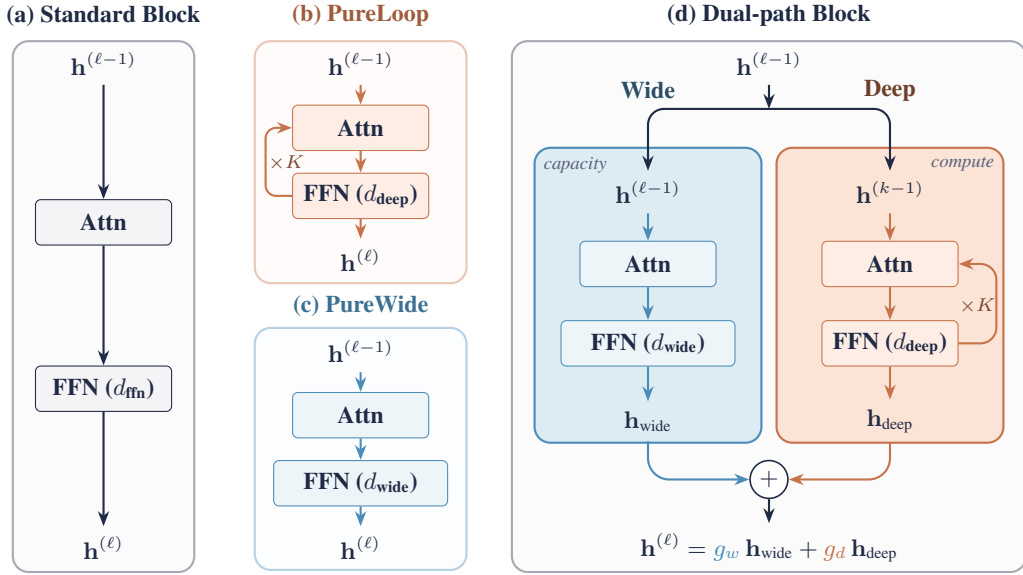 (a) Standard Block
h^(ℓ−1)
Attn
FFN (d_ffn)
h^(ℓ)
(b) PureLoop
h^(ℓ−1)
Attn
×K
FFN (d_deep)
h^(ℓ)
(c) PureWide
h^(ℓ−1)
Attn
FFN (d_wide)
h^(ℓ)
(d) Dual-path Block
h^(ℓ−1)
Wide
Deep
capacity
h^(ℓ−1)
Attn
FFN (d_wide)
h_wide
compute
h^(k−1)
Attn
×K
FFN (d_deep)
h_deep
+
h^(ℓ) = g_w h_wide + g_d h_deep